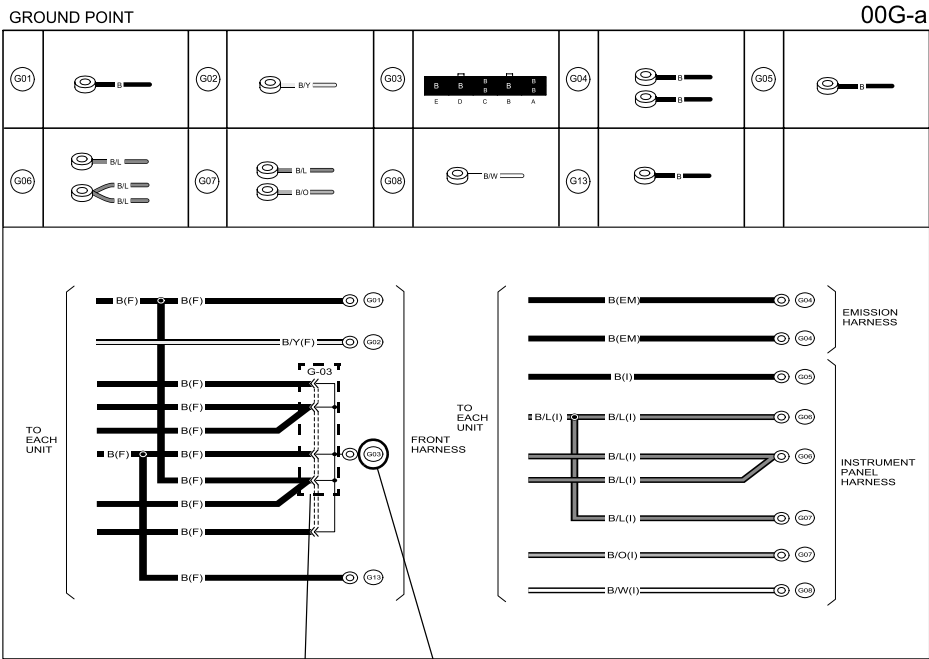 GROUND POINT
00G-a
G01
B
G02
B/Y
G03
B B B B B
B B
E D C B A
G04
B
B
G05
B
G06
B/L
B/L
B/L
G07
B/L
B/O
G08
B/W
G13
B
B(F) B(F) G01
B/Y(F) G02
G-03
B(F)
B(F)
B(F)
B(F) B(F) G03
B(F)
B(F)
B(F)
B(F) G13
TO
EACH
UNIT
FRONT
HARNESS
B(EM) G04
B(EM) G04
EMISSION
HARNESS
B(I) G05
B/L(I) B/L(I) G06
B/L(I) G06
B/L(I)
B/L(I) G07
B/O(I) G07
B/W(I) G08
TO
EACH
UNIT
INSTRUMENT
PANEL
HARNESS